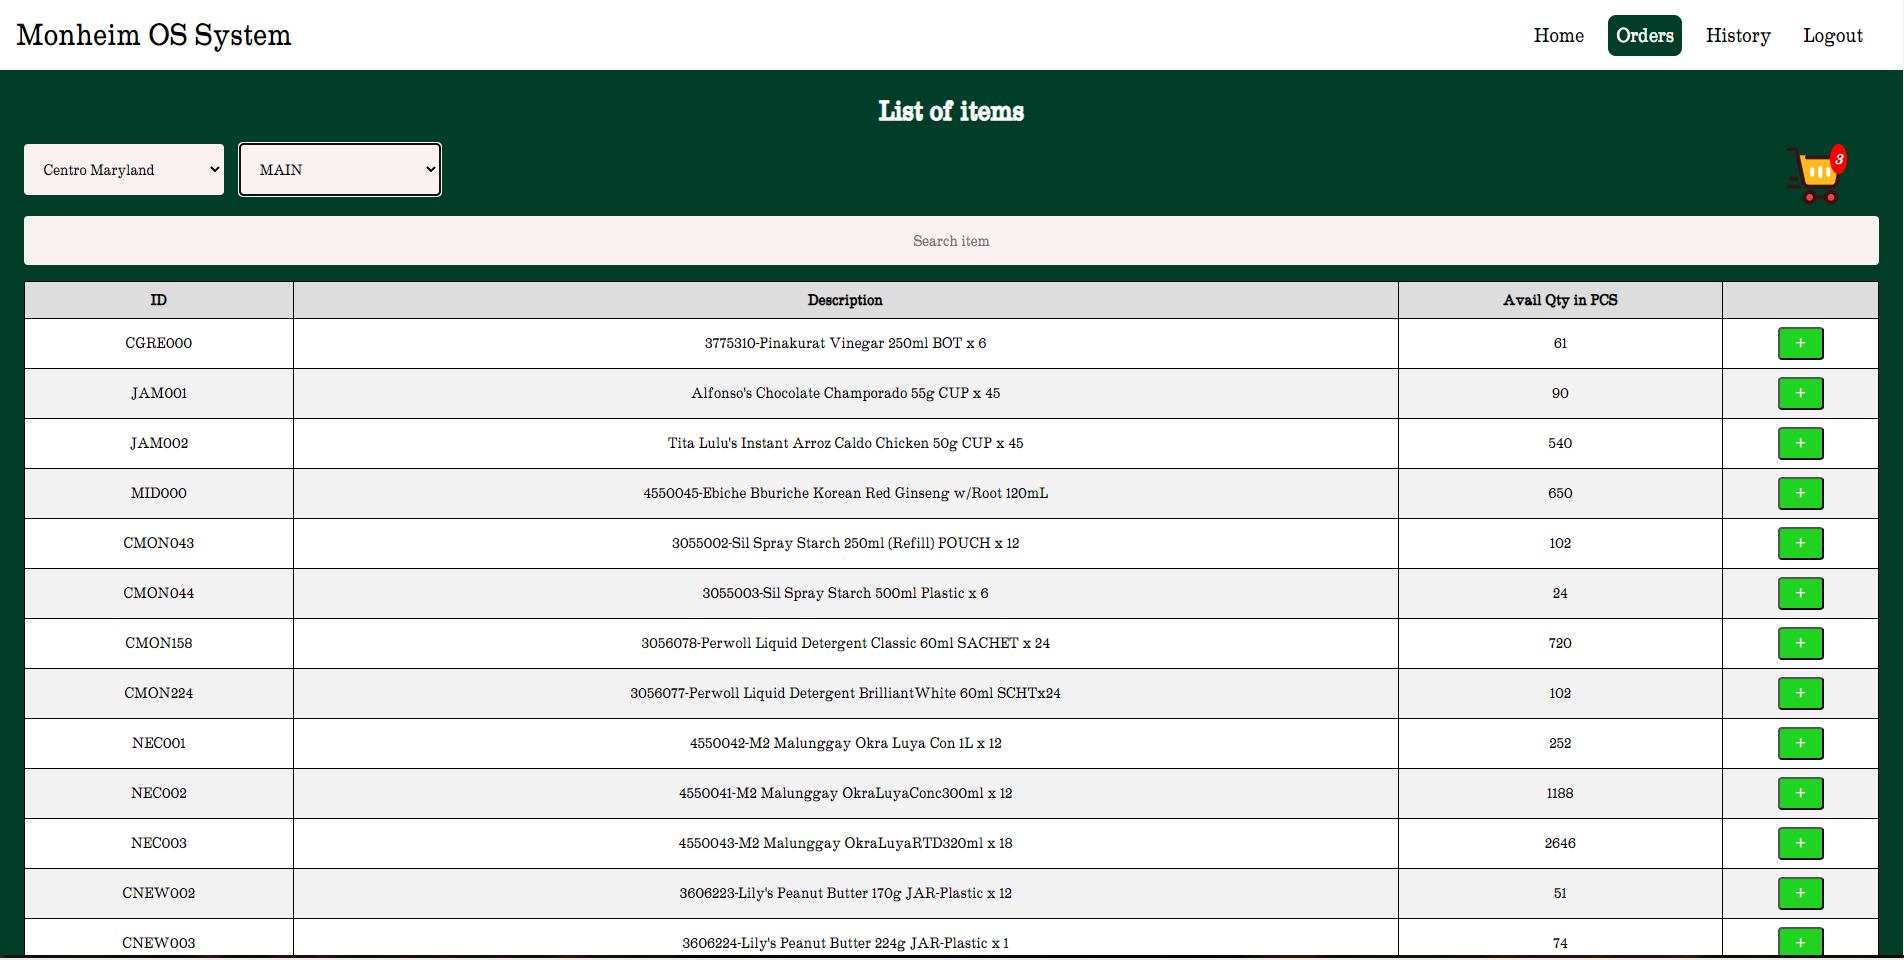 Monheim OS System
Home Orders History Logout
List of items
Centro Maryland MAIN 3
Search item
ID Description Avail Qty in PCS
CGRE000 3775310-Pinakurat Vinegar 250ml BOT x 6 61 +
JAM001 Alfonso's Chocolate Champorado 55g CUP x 45 90 +
JAM002 Tita Lulu's Instant Arroz Caldo Chicken 50g CUP x 45 540 +
MID000 4550045-Ebiche Bburiche Korean Red Ginseng w/Root 120mL 650 +
CMON043 3055002-Sil Spray Starch 250ml (Refill) POUCH x 12 102 +
CMON044 3055003-Sil Spray Starch 500ml Plastic x 6 24 +
CMON158 3056078-Perwoll Liquid Detergent Classic 60ml SACHET x 24 720 +
CMON224 3056077-Perwoll Liquid Detergent BrilliantWhite 60ml SCHTx24 102 +
NEC001 4550042-M2 Malunggay Okra Luya Con 1L x 12 252 +
NEC002 4550041-M2 Malunggay OkraLuyaConc300ml x 12 1188 +
NEC003 4550043-M2 Malunggay OkraLuyaRTD320ml x 18 2646 +
CNEW002 3606223-Lily's Peanut Butter 170g JAR-Plastic x 12 51 +
CNEW003 3606224-Lily's Peanut Butter 224g JAR-Plastic x 1 74 +